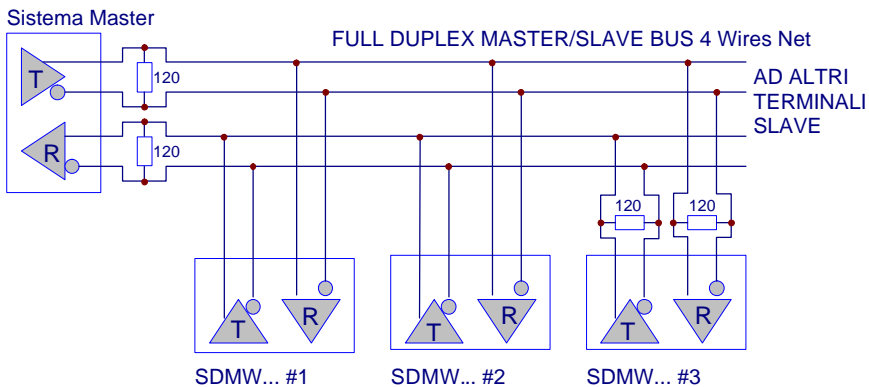 Sistema Master
FULL DUPLEX MASTER/SLAVE BUS 4 Wires Net
T
120
AD ALTRI
TERMINALI
SLAVE
R
120
120
120
T
R
T
R
T
R
SDMW... #1
SDMW... #2
SDMW... #3